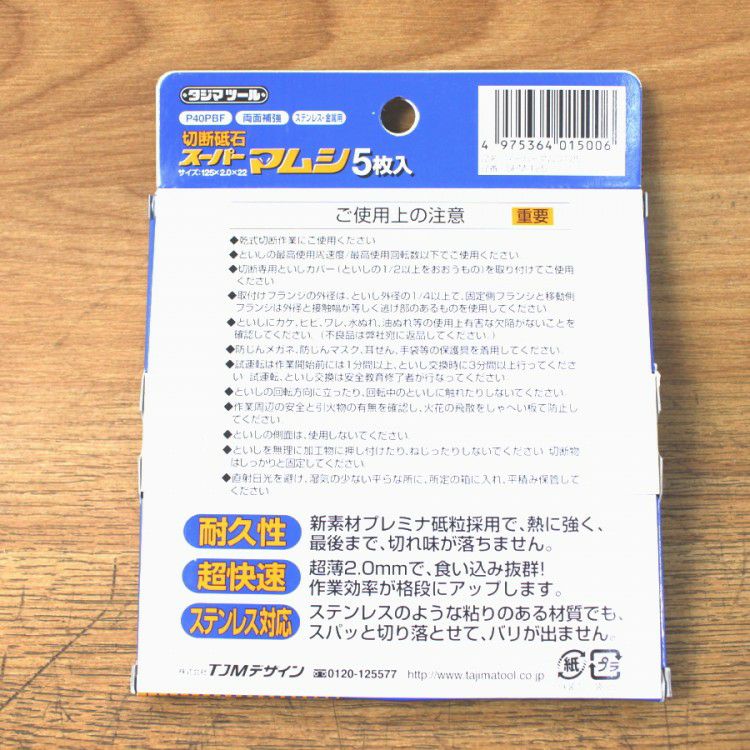 タジマツール
P40PBF 両面補強 ステンレス・金属用
切断砥石
スーパーマムシ5枚入
サイズ:125×2.0×22
4 975364 015006
ご使用上の注意 重要
◆乾式切断作業にご使用ください
◆といしの最高使用周速度/最高使用回転数以下でご使用ください.
◆切断専用といしカバー(といしの1/2以上をおおうもの)を取り付けてご使用
ください
◆取付けフランジの外径は、といし外径の1/4以上で、固定側フランジと移動側
フランジは外径と接触幅が等しく逃げ部のあるものを使用してください.
◆といしにカケ、ヒビ、ワレ、水ぬれ、油ぬれ等の使用上有害な欠陥がないことを
確認してください.(不良品は弊社宛に返品してください.)
◆防じんメガネ、防じんマスク、耳せん、手袋等の保護具を着用してください.
◆試運転は作業開始前には1分間以上、といし交換時に3分間以上行ってくださ
い 試運転、といし交換は安全教育修了者が行なってください
◆といしの回転方向に立ったり、回転中のといしに触れたりしないでください
◆作業周辺の安全と引火物の有無を確認し、火花の飛散をしゃへい板で防止し
てください
◆といしの側面は、使用しないでください.
◆といしを無理に加工物に押し付けたり、ねじったりしないでください 切断物
はしっかりと固定してください
◆直射日光を避け、湿気の少ない平らな所に、所定の箱に入れ、平積み保管して
ください
耐久性 新素材プレミナ砥粒採用で、熱に強く、
最後まで、切れ味が落ちません。
超快速 超薄2.0mmで、食い込み抜群!
作業効率が格段にアップします。
ステンレス対応 ステンレスのような粘りのある材質でも、
スパッと切り落とせて、バリが出ません。
株式会社 TJMデザイン 0120-125577 http://www.tajimatool.co.jp
紙 プラ